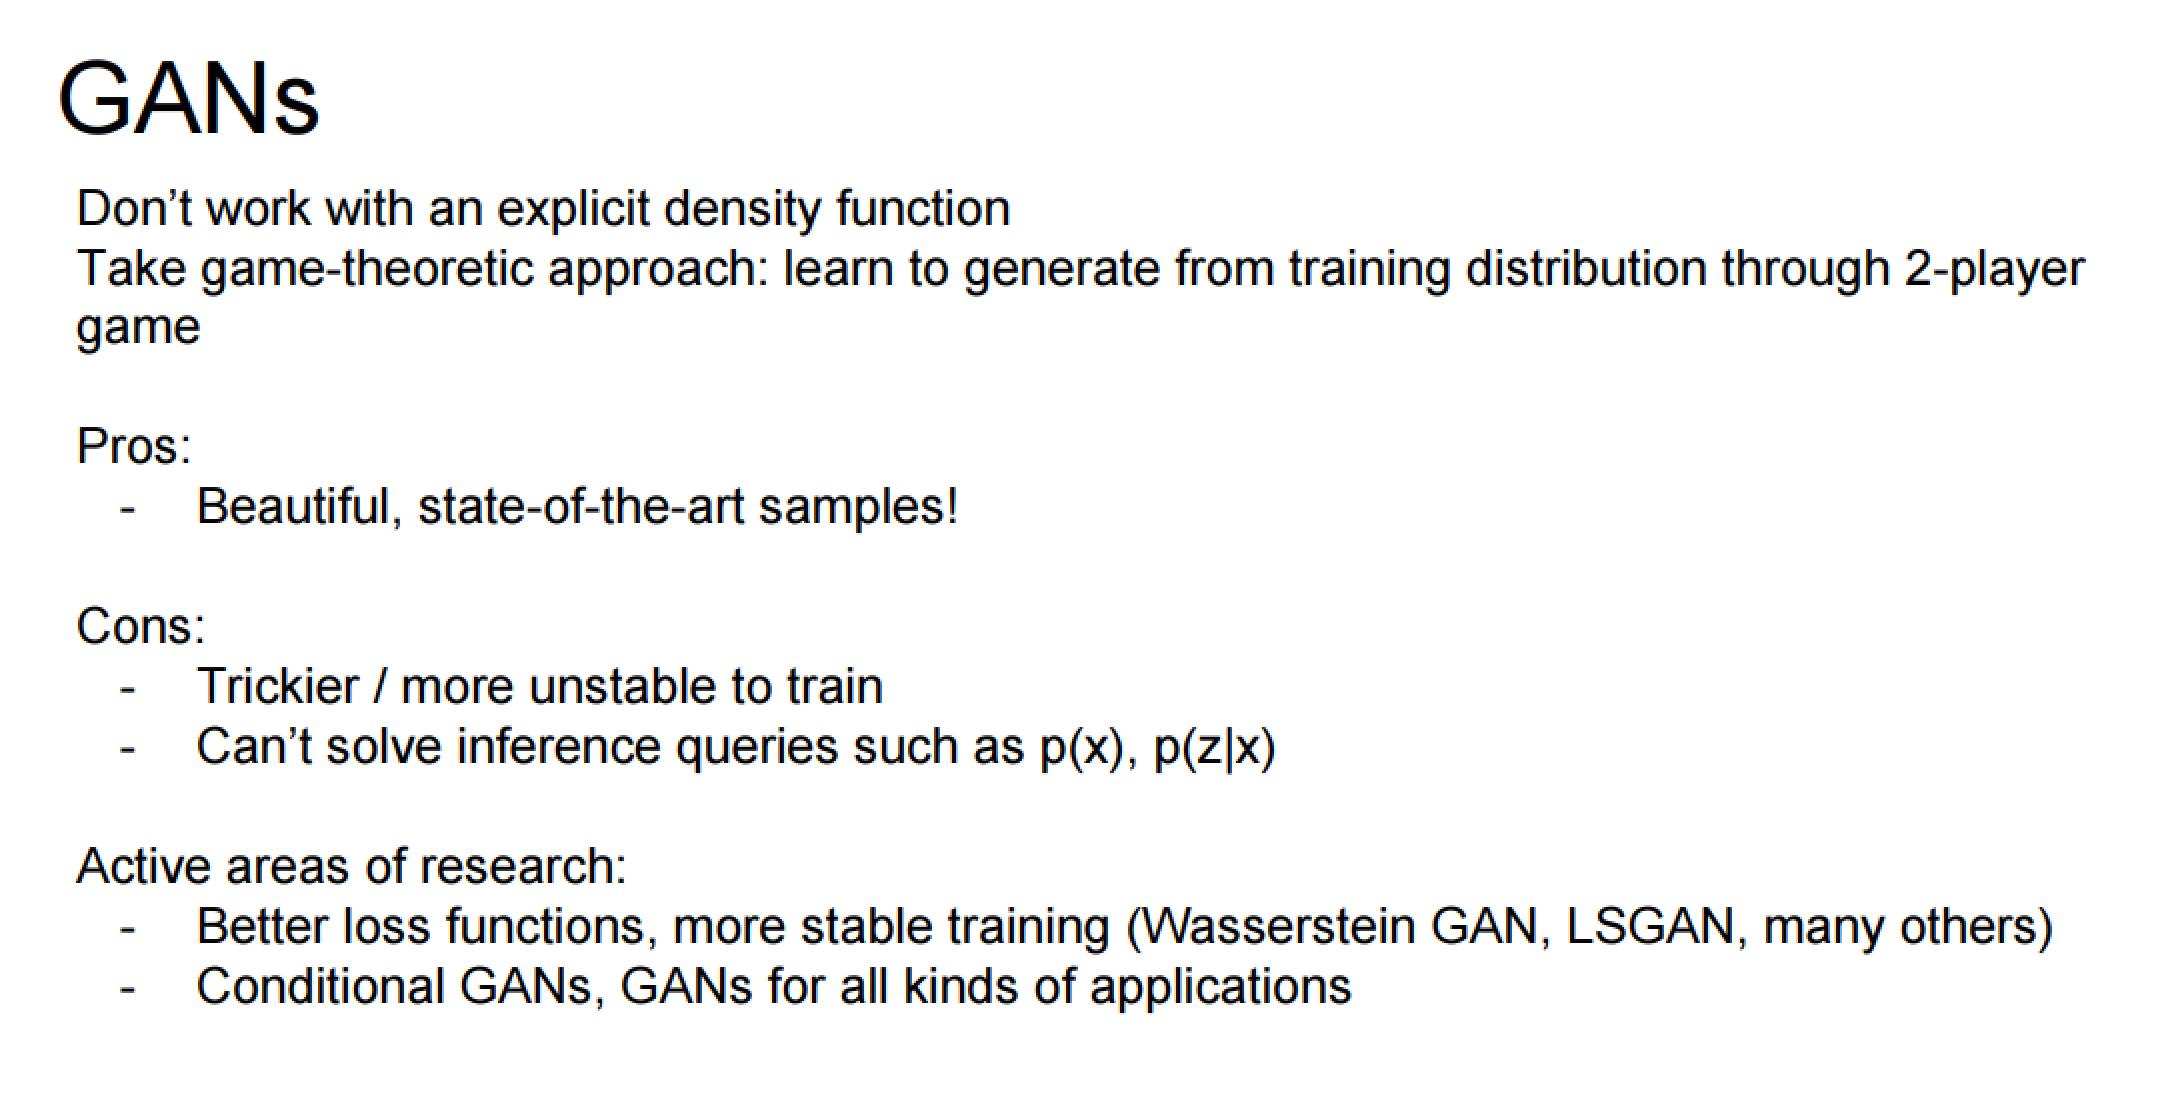 GANs
Don’t work with an explicit density function
Take game-theoretic approach: learn to generate from training distribution through 2-player
game
Pros:
- Beautiful, state-of-the-art samples!
Cons:
- Trickier / more unstable to train
- Can’t solve inference queries such as p(x), p(z|x)
Active areas of research:
- Better loss functions, more stable training (Wasserstein GAN, LSGAN, many others)
- Conditional GANs, GANs for all kinds of applications